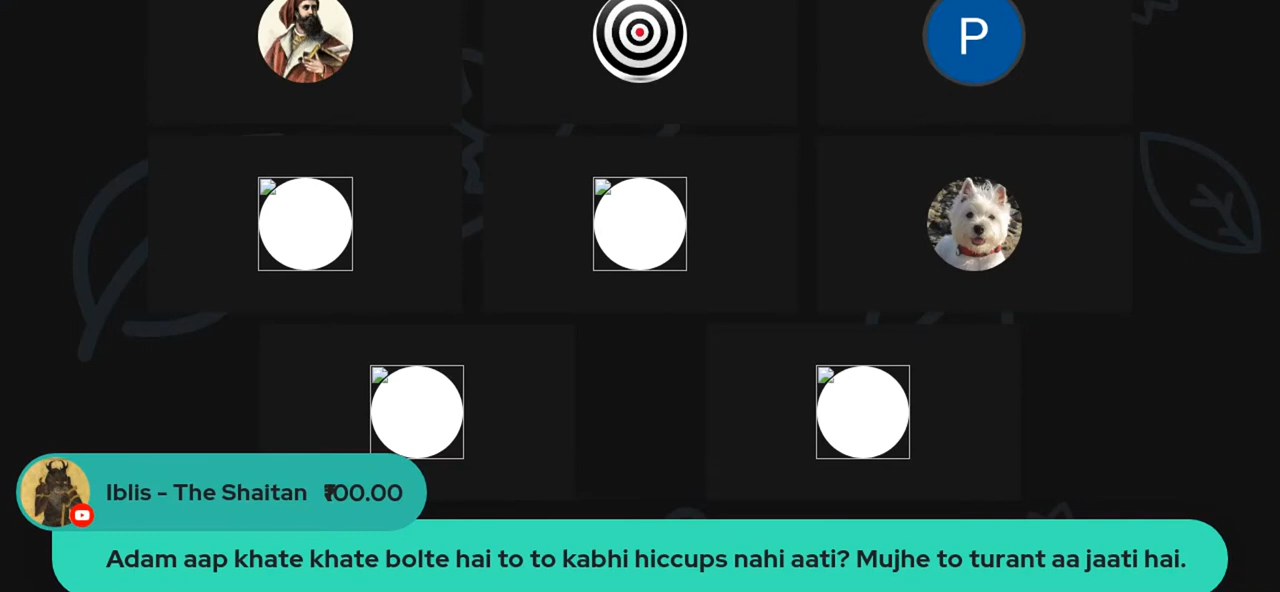 P
Iblis - The Shaitan ₹100.00
Adam aap khate khate bolte hai to to kabhi hiccups nahi aati? Mujhe to turant aa jaati hai.